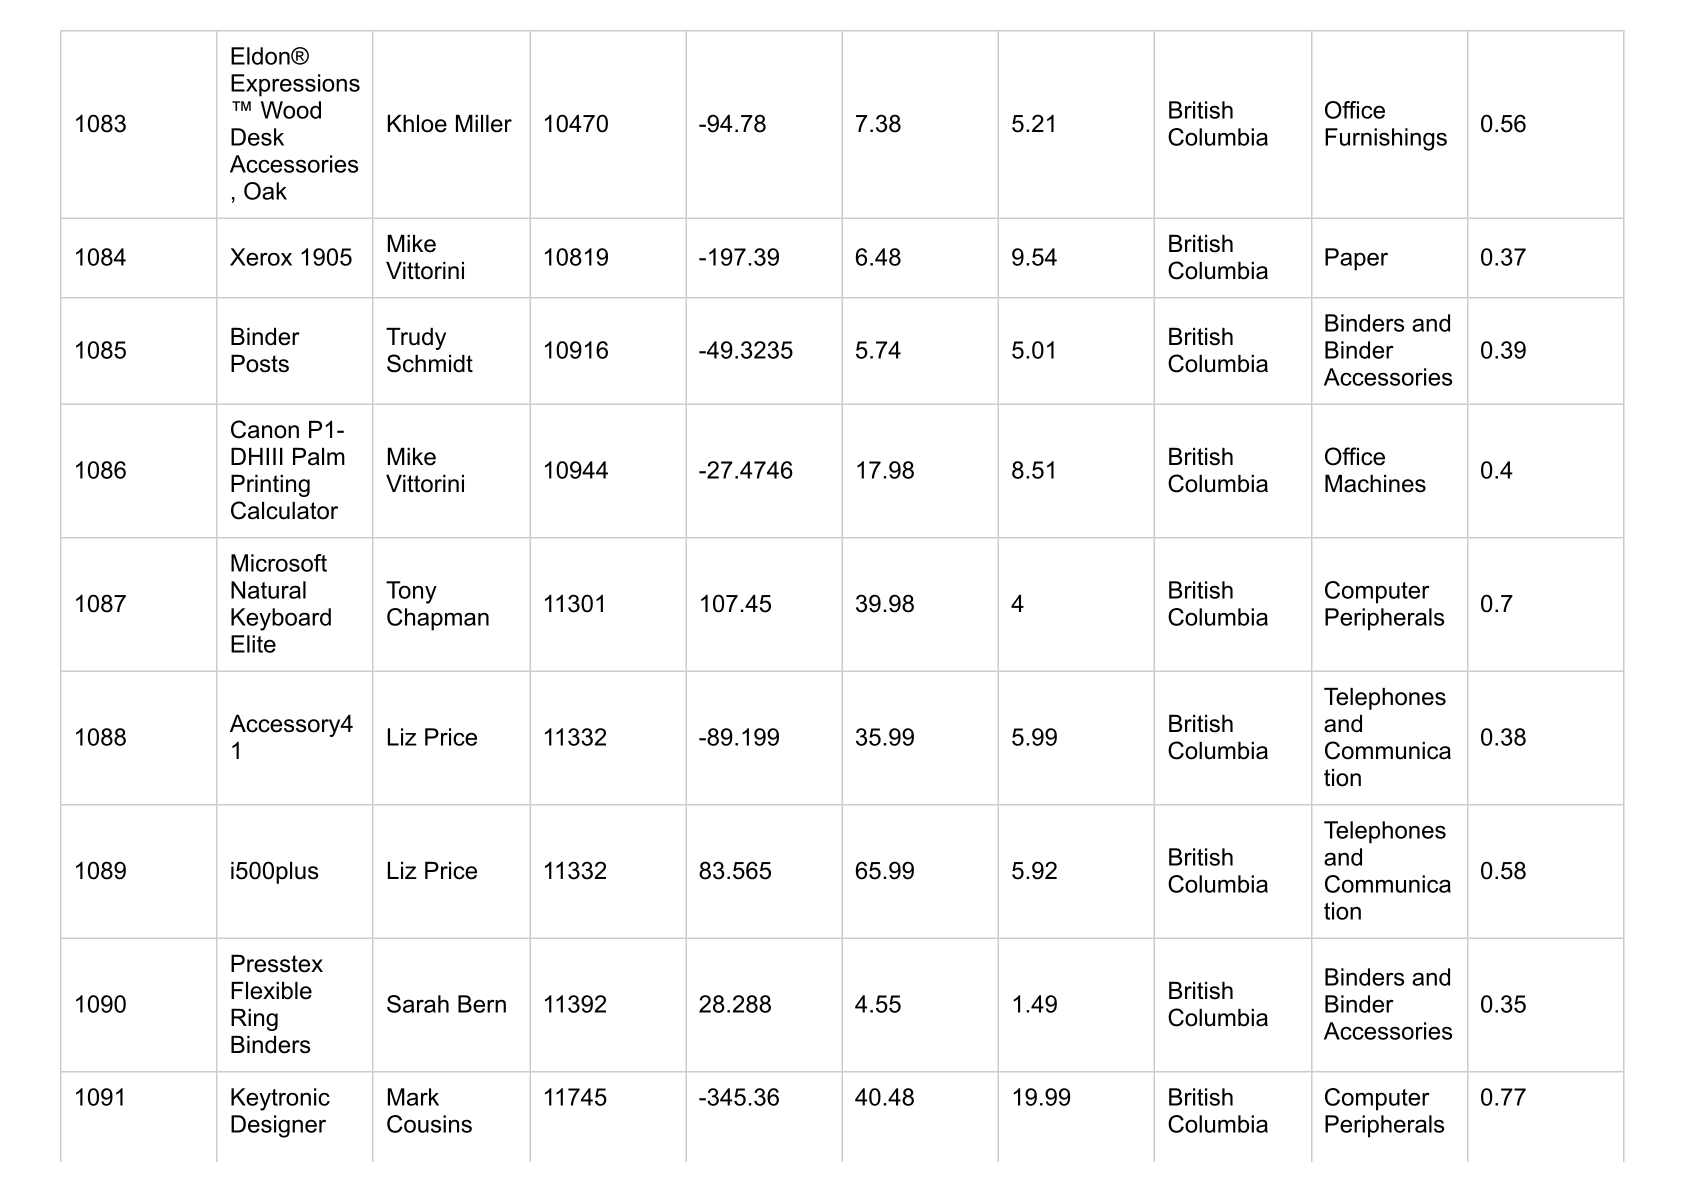 1083
Eldon®
Expressions
™ Wood
Desk
Accessories
, Oak
Khloe Miller
10470
-94.78
7.38
5.21
British
Columbia
Office
Furnishings
0.56
1084
Xerox 1905
Mike
Vittorini
10819
-197.39
6.48
9.54
British
Columbia
Paper
0.37
1085
Binder
Posts
Trudy
Schmidt
10916
-49.3235
5.74
5.01
British
Columbia
Binders and
Binder
Accessories
0.39
1086
Canon P1-
DHIII Palm
Printing
Calculator
Mike
Vittorini
10944
-27.4746
17.98
8.51
British
Columbia
Office
Machines
0.4
1087
Microsoft
Natural
Keyboard
Elite
Tony
Chapman
11301
107.45
39.98
4
British
Columbia
Computer
Peripherals
0.7
1088
Accessory4
1
Liz Price
11332
-89.199
35.99
5.99
British
Columbia
Telephones
and
Communica
tion
0.38
1089
i500plus
Liz Price
11332
83.565
65.99
5.92
British
Columbia
Telephones
and
Communica
tion
0.58
1090
Presstex
Flexible
Ring
Binders
Sarah Bern
11392
28.288
4.55
1.49
British
Columbia
Binders and
Binder
Accessories
0.35
1091
Keytronic
Designer
Mark
Cousins
11745
-345.36
40.48
19.99
British
Columbia
Computer
Peripherals
0.77